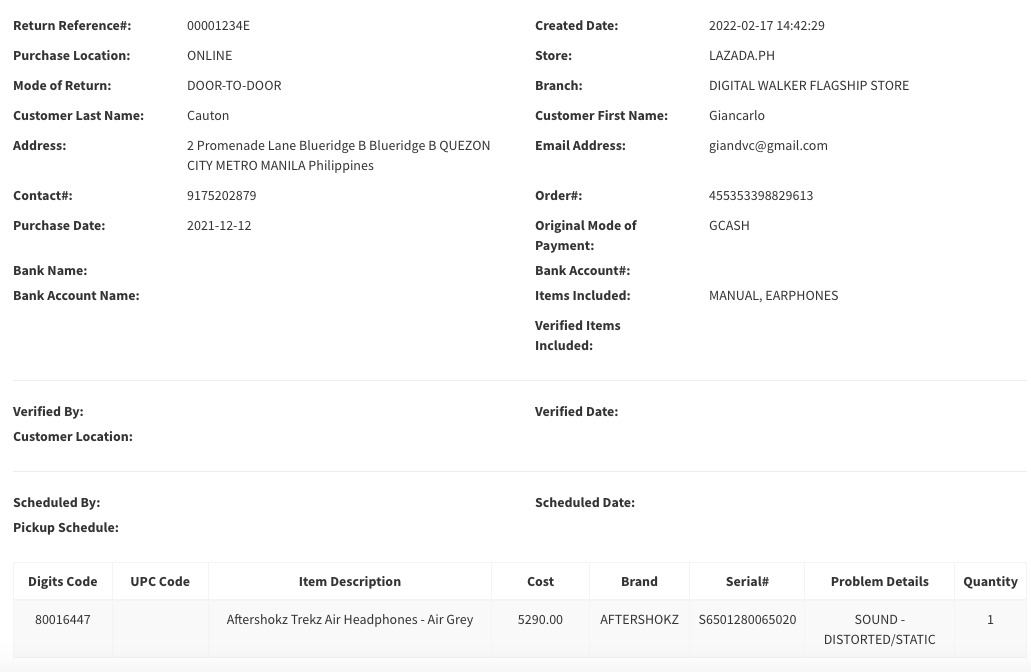 Return Reference#: 00001234E Created Date: 2022-02-17 14:42:29
Purchase Location: ONLINE Store: LAZADA.PH
Mode of Return: DOOR-TO-DOOR Branch: DIGITAL WALKER FLAGSHIP STORE
Customer Last Name: Cauton Customer First Name: Giancarlo
Address: 2 Promenade Lane Blueridge B Blueridge B QUEZON Email Address: giandvc@gmail.com
CITY METRO MANILA Philippines
Contact#: 9175202879 Order#: 455353398829613
Purchase Date: 2021-12-12 Original Mode of GCASH
Payment:
Bank Name: Bank Account#:
Bank Account Name: Items Included: MANUAL, EARPHONES
Verified Items
Included:
Verified By: Verified Date:
Customer Location:
Scheduled By: Scheduled Date:
Pickup Schedule:
Digits Code UPC Code Item Description Cost Brand Serial# Problem Details Quantity
80016447 Aftershokz Trekz Air Headphones - Air Grey 5290.00 AFTERSHOKZ S6501280065020 SOUND - 1
DISTORTED/STATIC